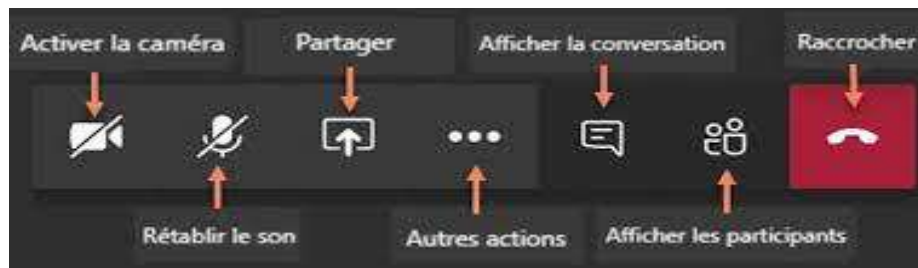 Activer la caméra
Partager
Afficher la conversation
Raccrocher
Rétablir le son
Autres actions
Afficher les participants